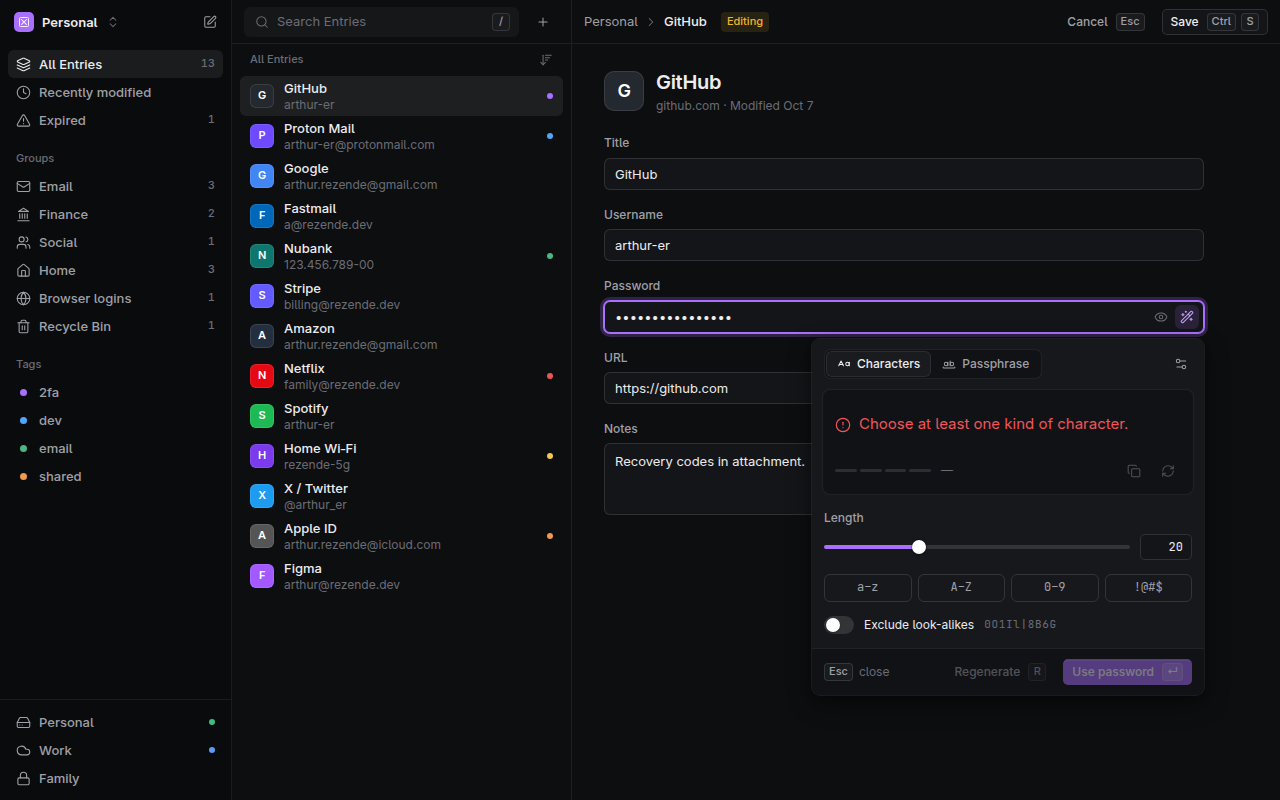 Personal
All Entries 13
Recently modified
Expired 1
Groups
Email 3
Finance 2
Social 1
Home 3
Browser logins 1
Recycle Bin 1
Tags
2fa
dev
email
shared
Personal
Work
Family
Search Entries /
All Entries
G GitHub
arthur-er
P Proton Mail
arthur-er@protonmail.com
G Google
arthur.rezende@gmail.com
F Fastmail
a@rezende.dev
N Nubank
123.456.789-00
S Stripe
billing@rezende.dev
A Amazon
arthur.rezende@gmail.com
N Netflix
family@rezende.dev
S Spotify
arthur-er
H Home Wi-Fi
rezende-5g
X X / Twitter
@arthur_er
A Apple ID
arthur.rezende@icloud.com
F Figma
arthur@rezende.dev
Personal GitHub Editing Cancel Esc Save Ctrl S
G GitHub
github.com · Modified Oct 7
Title
GitHub
Username
arthur-er
Password
••••••••••••••••
URL
https://github.com
Notes
Recovery codes in attachment.
Characters Passphrase
Choose at least one kind of character.
—
Length
20
a–z A–Z 0–9 !@#$
Exclude look-alikes 0O1Il|8B6G
Esc close Regenerate R Use password ↵